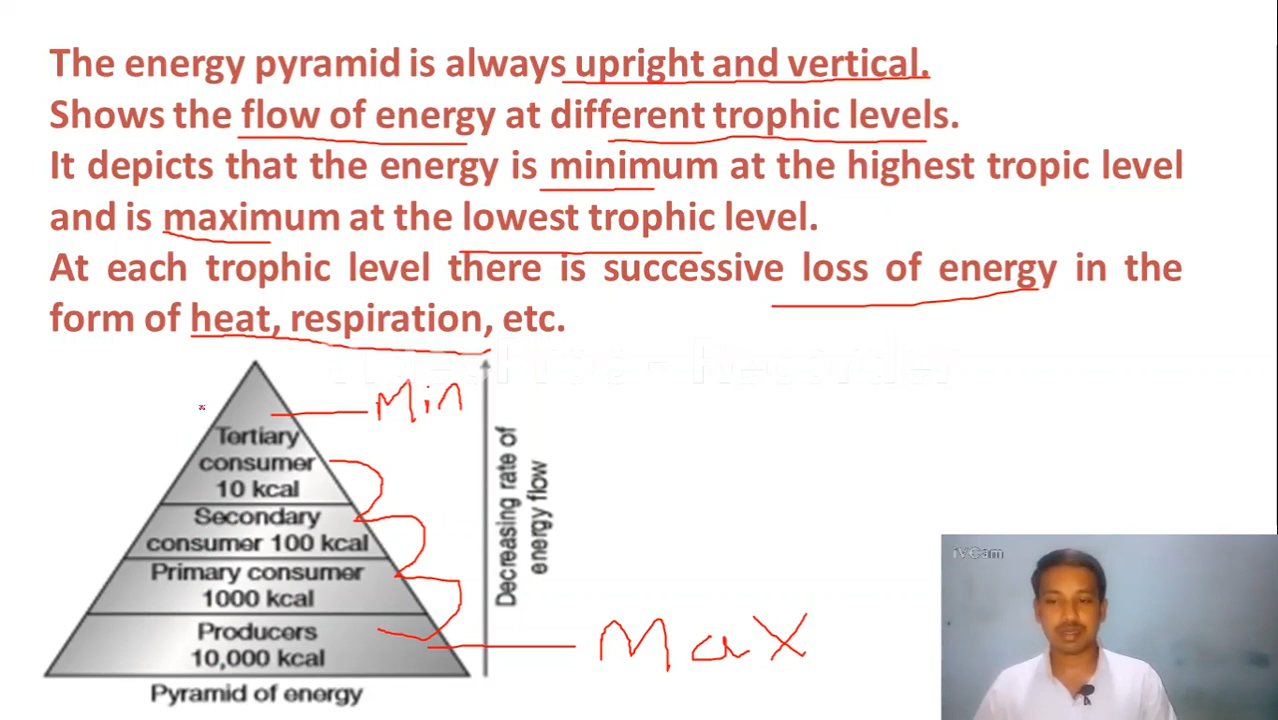 The energy pyramid is always upright and vertical.
Shows the flow of energy at different trophic levels.
It depicts that the energy is minimum at the highest tropic level
and is maximum at the lowest trophic level.
At each trophic level there is successive loss of energy in the
form of heat, respiration, etc.
Min
Tertiary
consumer
10 kcal
Secondary
consumer 100 kcal
Primary consumer
1000 kcal
Producers
10,000 kcal
Pyramid of energy
Decreasing rate of
energy flow
Max
iVCam